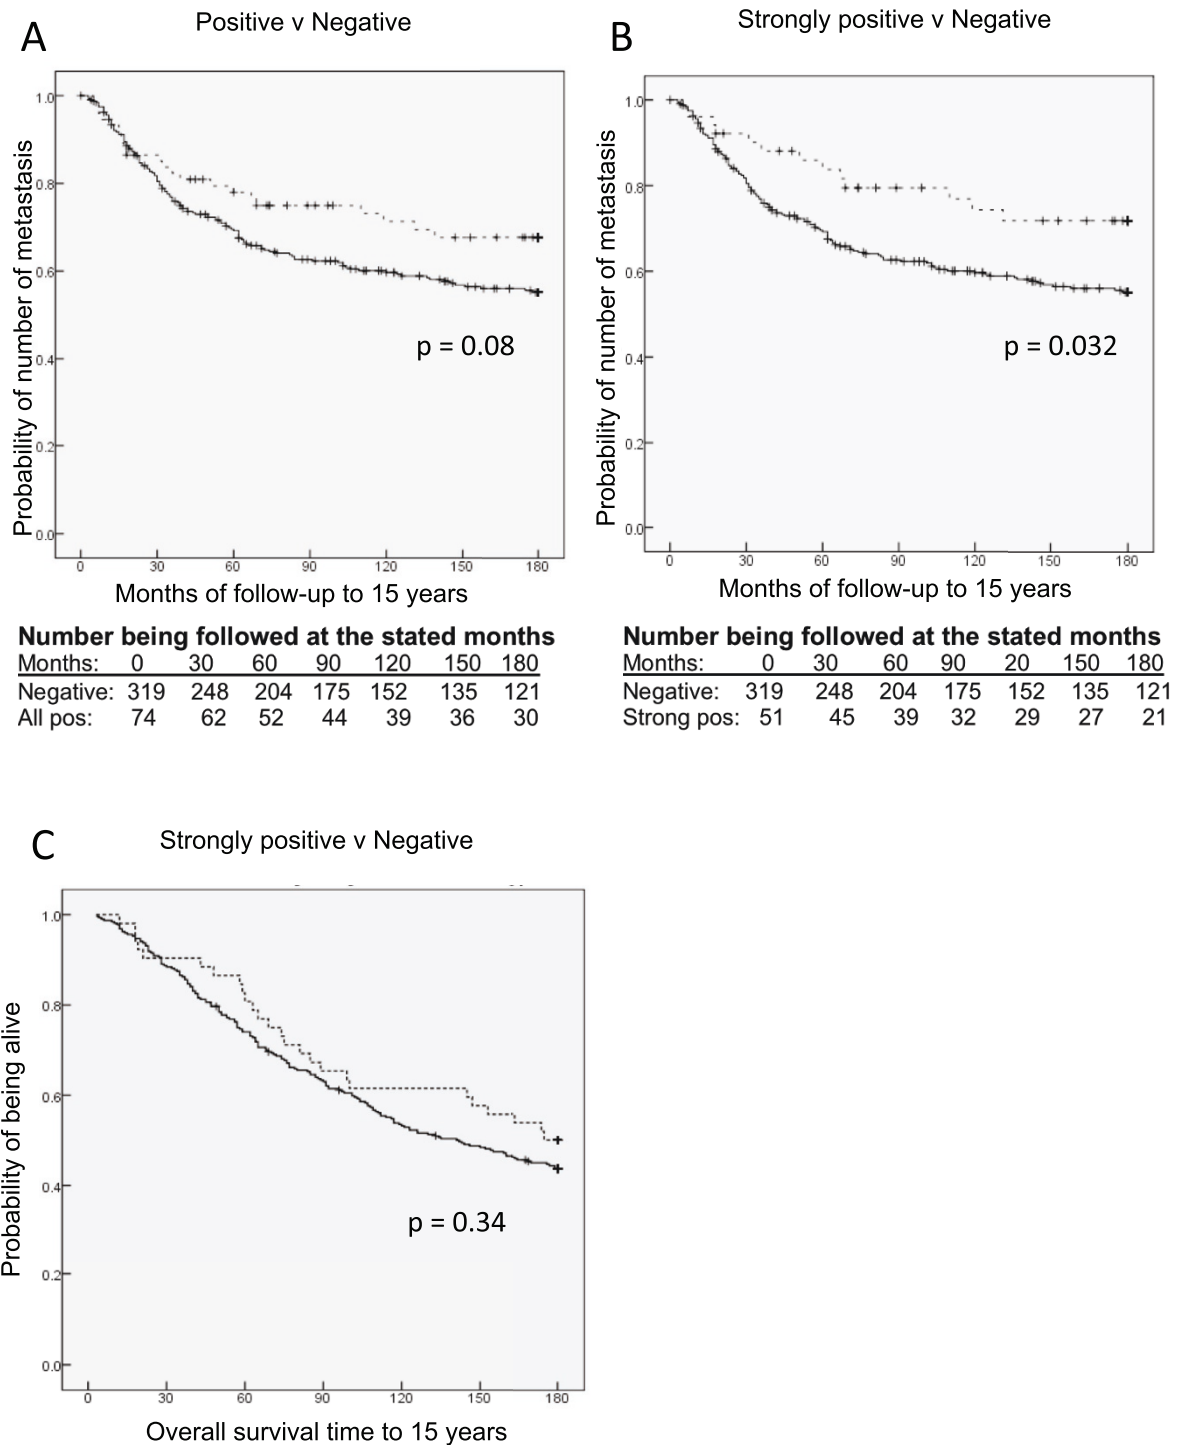 A
Positive v Negative
Probability of number of metastasis
1.0
0.8
0.6
0.4
0.2
0.0
p = 0.08
0 30 60 90 120 150 180
Months of follow-up to 15 years
Number being followed at the stated months
Months: 0 30 60 90 120 150 180
Negative: 319 248 204 175 152 135 121
All pos: 74 62 52 44 39 36 30
B
Strongly positive v Negative
Probability of number of metastasis
1.0
0.8
0.6
0.4
0.2
0.0
p = 0.032
0 30 60 90 120 150 180
Months of follow-up to 15 years
Number being followed at the stated months
Months: 0 30 60 90 20 150 180
Negative: 319 248 204 175 152 135 121
Strong pos: 51 45 39 32 29 27 21
C
Strongly positive v Negative
Probability of being alive
1.0
0.8
0.6
0.4
0.2
0.0
p = 0.34
0 30 60 90 120 150 180
Overall survival time to 15 years